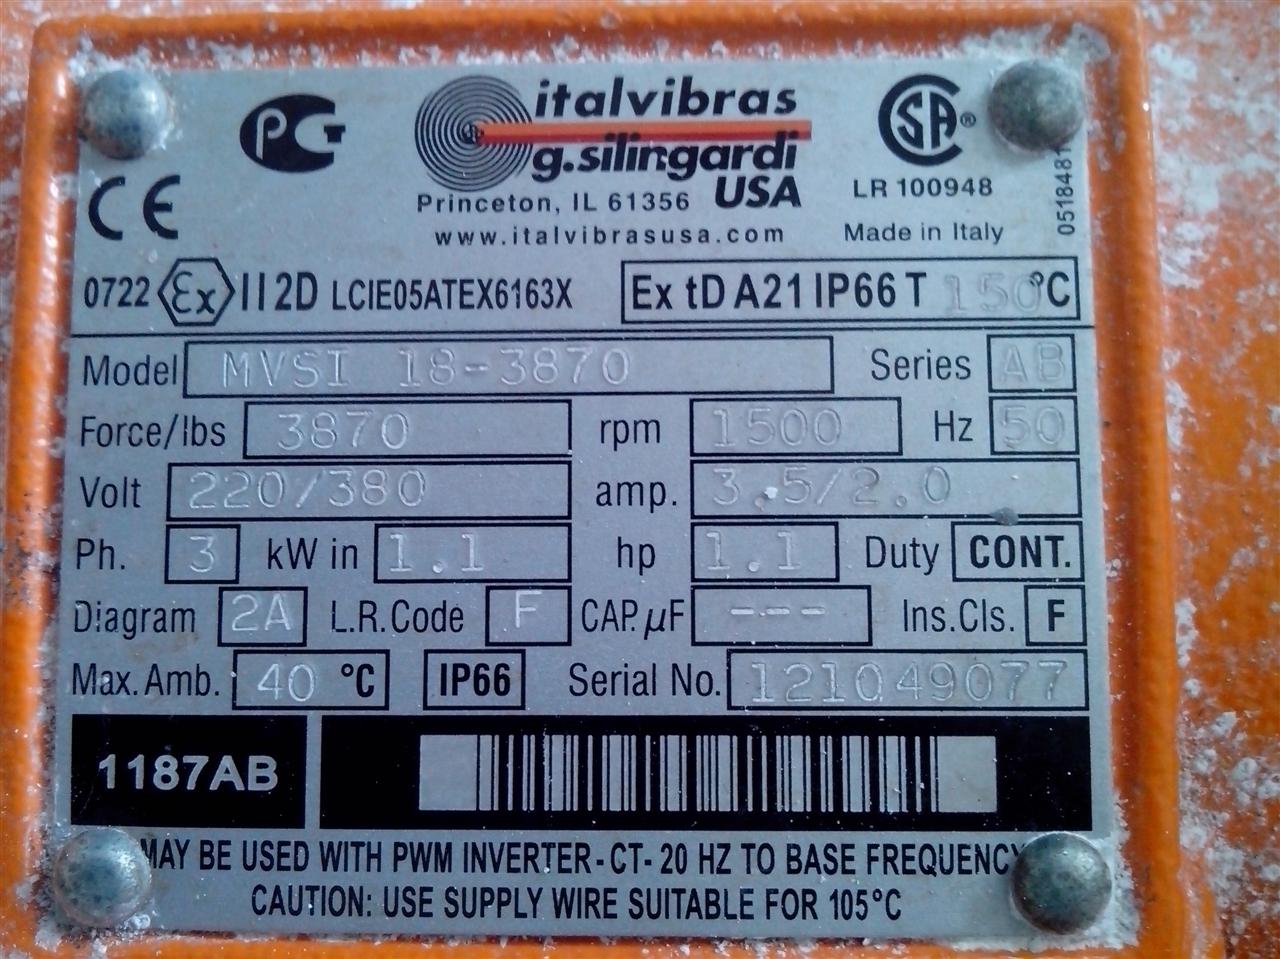 PG
CE
italvibras
g.silingardi
USA
Princeton, IL 61356
www.italvibrasusa.com
CSA®
LR 100948
Made in Italy
0518481
0722 Ex II2D LCIE05ATEX6163X
Ex tD A21 IP66 T 150°C
Model MVSI 18-3870 Series AB
Force/lbs 3870 rpm 1500 Hz 50
Volt 220/380 amp. 3.5/2.0
Ph. 3 kW in 1.1 hp 1.1 Duty CONT.
Diagram 2A L.R.Code F CAP.µF --- Ins.Cls. F
Max. Amb. 40 °C IP66 Serial No. 121049077
1187AB
MAY BE USED WITH PWM INVERTER-CT-20 HZ TO BASE FREQUENCY
CAUTION: USE SUPPLY WIRE SUITABLE FOR 105°C